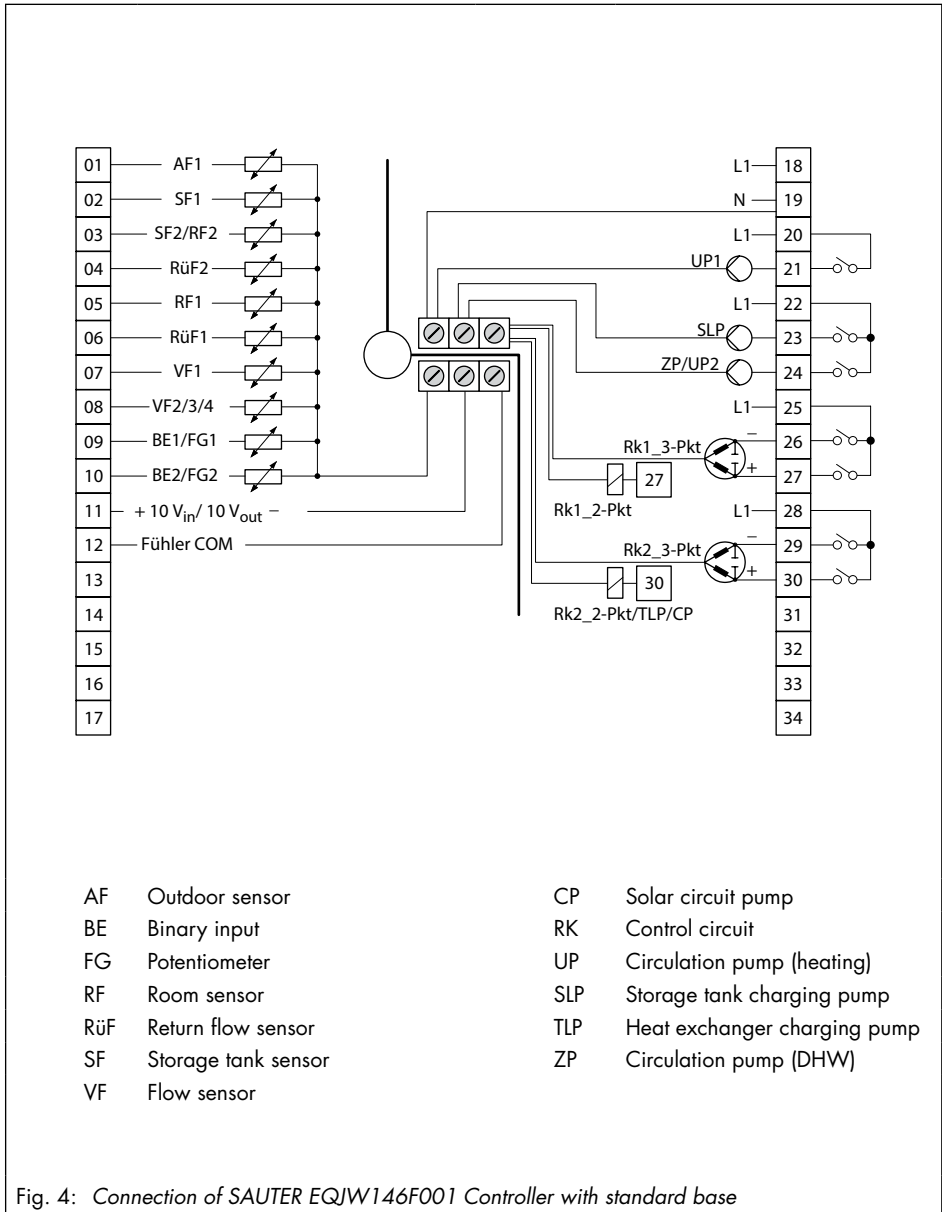 01 AF1 L1 18
02 SF1 N 19
03 SF2/RF2 L1 20
04 RüF2 UP1 21
05 RF1 L1 22
06 RüF1 SLP 23
07 VF1 ZP/UP2 24
08 VF2/3/4 L1 25
09 BE1/FG1 Rk1_3-Pkt − 26
10 BE2/FG2 27 + 27
Rk1_2-Pkt
11 + 10 Vin/ 10 Vout − L1 28
12 Fühler COM Rk2_3-Pkt − 29
13 30 + 30
Rk2_2-Pkt/TLP/CP
14 31
15 32
16 33
17 34
AF Outdoor sensor
BE Binary input
FG Potentiometer
RF Room sensor
RüF Return flow sensor
SF Storage tank sensor
VF Flow sensor
CP Solar circuit pump
RK Control circuit
UP Circulation pump (heating)
SLP Storage tank charging pump
TLP Heat exchanger charging pump
ZP Circulation pump (DHW)
Fig. 4: Connection of SAUTER EQJW146F001 Controller with standard base